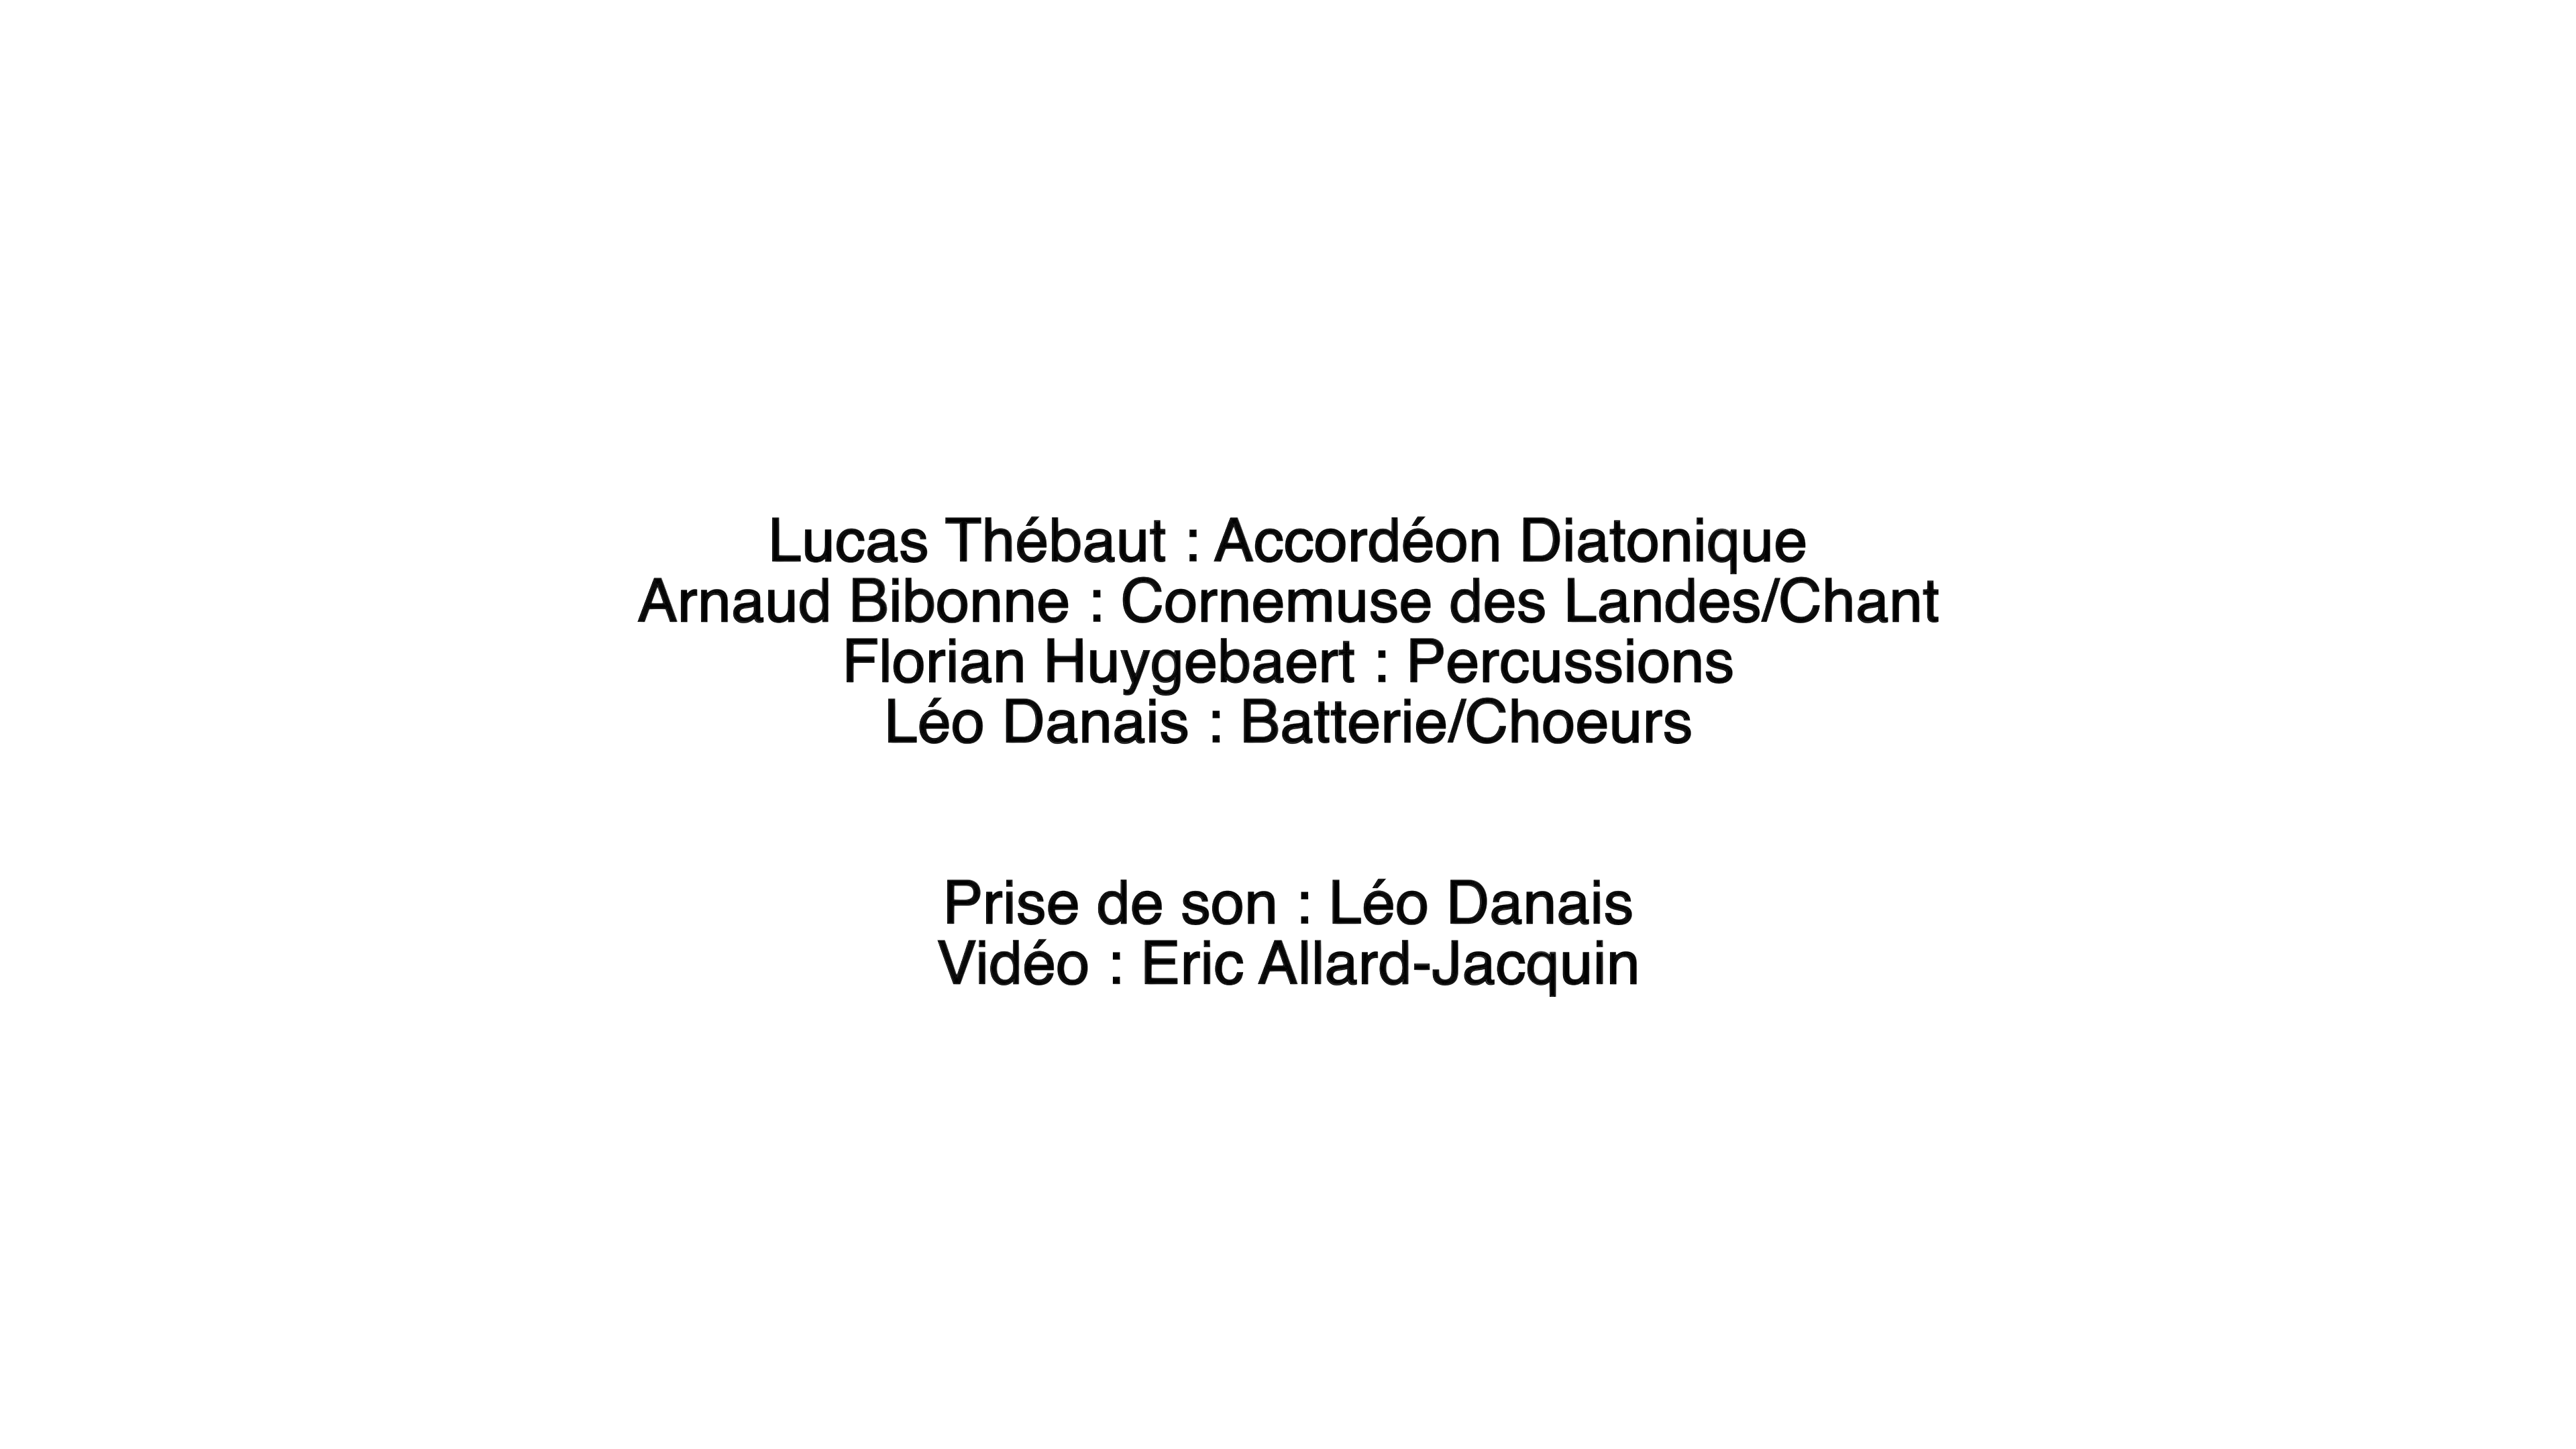 Lucas Thébaut : Accordéon Diatonique
Arnaud Bibonne : Cornemuse des Landes/Chant
Florian Huygebaert : Percussions
Léo Danais : Batterie/Choeurs
Prise de son : Léo Danais
Vidéo : Eric Allard-Jacquin